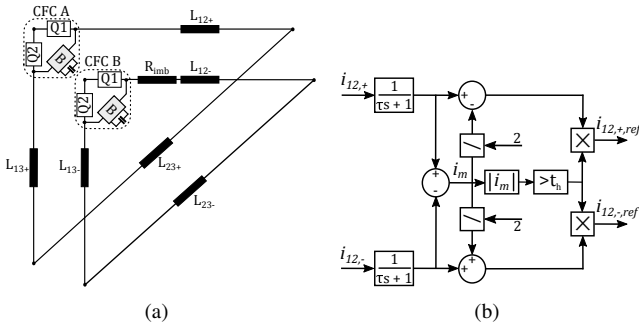 CFC A
Q1
Q2
B
L12+
CFC B
Q1
Q2
B
Rimb
L12-
L13+
L13-
L23+
L23-
(a)
i12,+
1
τs + 1
+
-
2
i12,+,ref
×
+
-
im
|im|
>th
2
×
i12,-,ref
i12,-
1
τs + 1
+
+
(b)